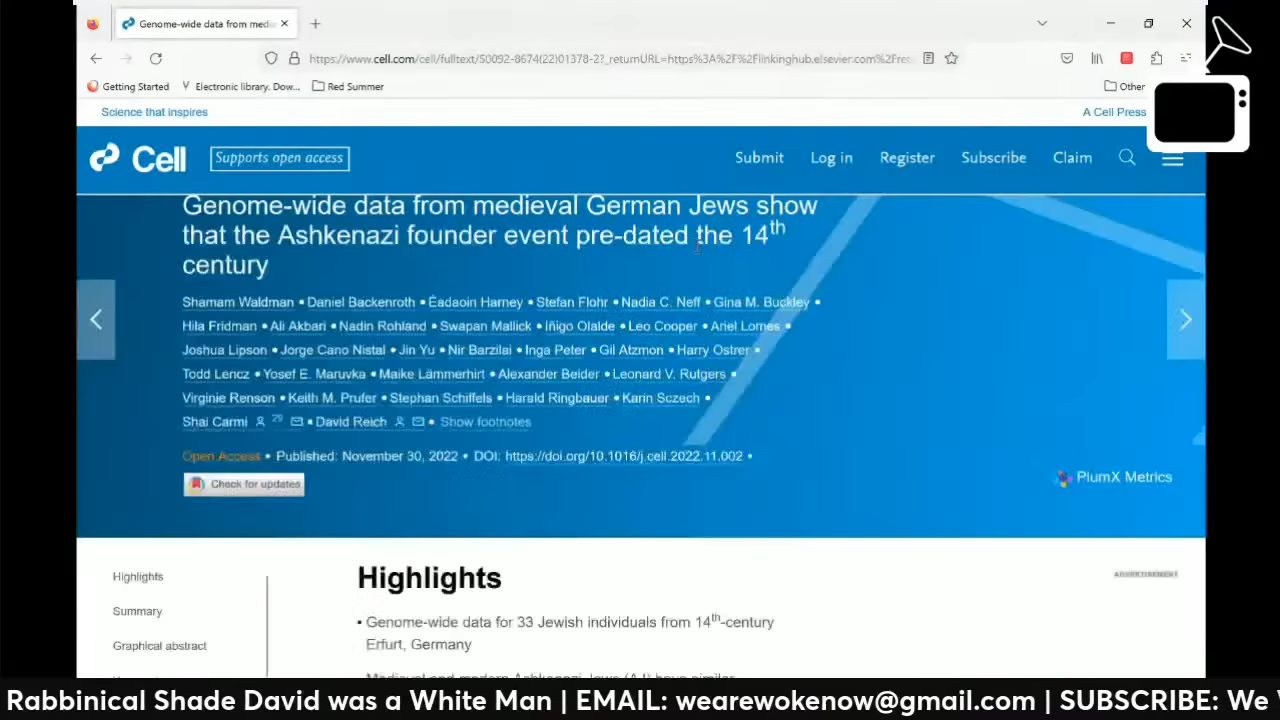 Genome-wide data from medi
https://www.cell.com/cell/fulltext/S0092-8674(22)01378-2?_returnURL=https%3A%2F%2Flinkinghub.elsevier.com%2Fret
Getting Started Electronic library. Dow... Red Summer Other
Science that inspires A Cell Press
Cell Supports open access Submit Log in Register Subscribe Claim
Genome-wide data from medieval German Jews show
that the Ashkenazi founder event pre-dated the 14th
century
Shamam Waldman • Daniel Backenroth • Éadaoin Harney • Stefan Flohr • Nadia C. Neff • Gina M. Buckley •
Hila Fridman • Ali Akbari • Nadin Rohland • Swapan Mallick • Iñigo Olalde • Leo Cooper • Ariel Lomes •
Joshua Lipson • Jorge Cano Nistal • Jin Yu • Nir Barzilai • Inga Peter • Gil Atzmon • Harry Ostrer •
Todd Lencz • Yosef E. Maruvka • Maike Lämmerhirt • Alexander Beider • Leonard V. Rutgers •
Virginie Renson • Keith M. Prufer • Stephan Schiffels • Harald Ringbauer • Karin Sczech •
Shai Carmi 29 • David Reich • Show footnotes
Open Access • Published: November 30, 2022 • DOI: https://doi.org/10.1016/j.cell.2022.11.002 •
Check for updates
PlumX Metrics
Highlights
Summary
Graphical abstract
Highlights
ADVERTISEMENT
• Genome-wide data for 33 Jewish individuals from 14th-century
Erfurt, Germany
Rabbinical Shade David was a White Man | EMAIL: wearewokenow@gmail.com | SUBSCRIBE: We